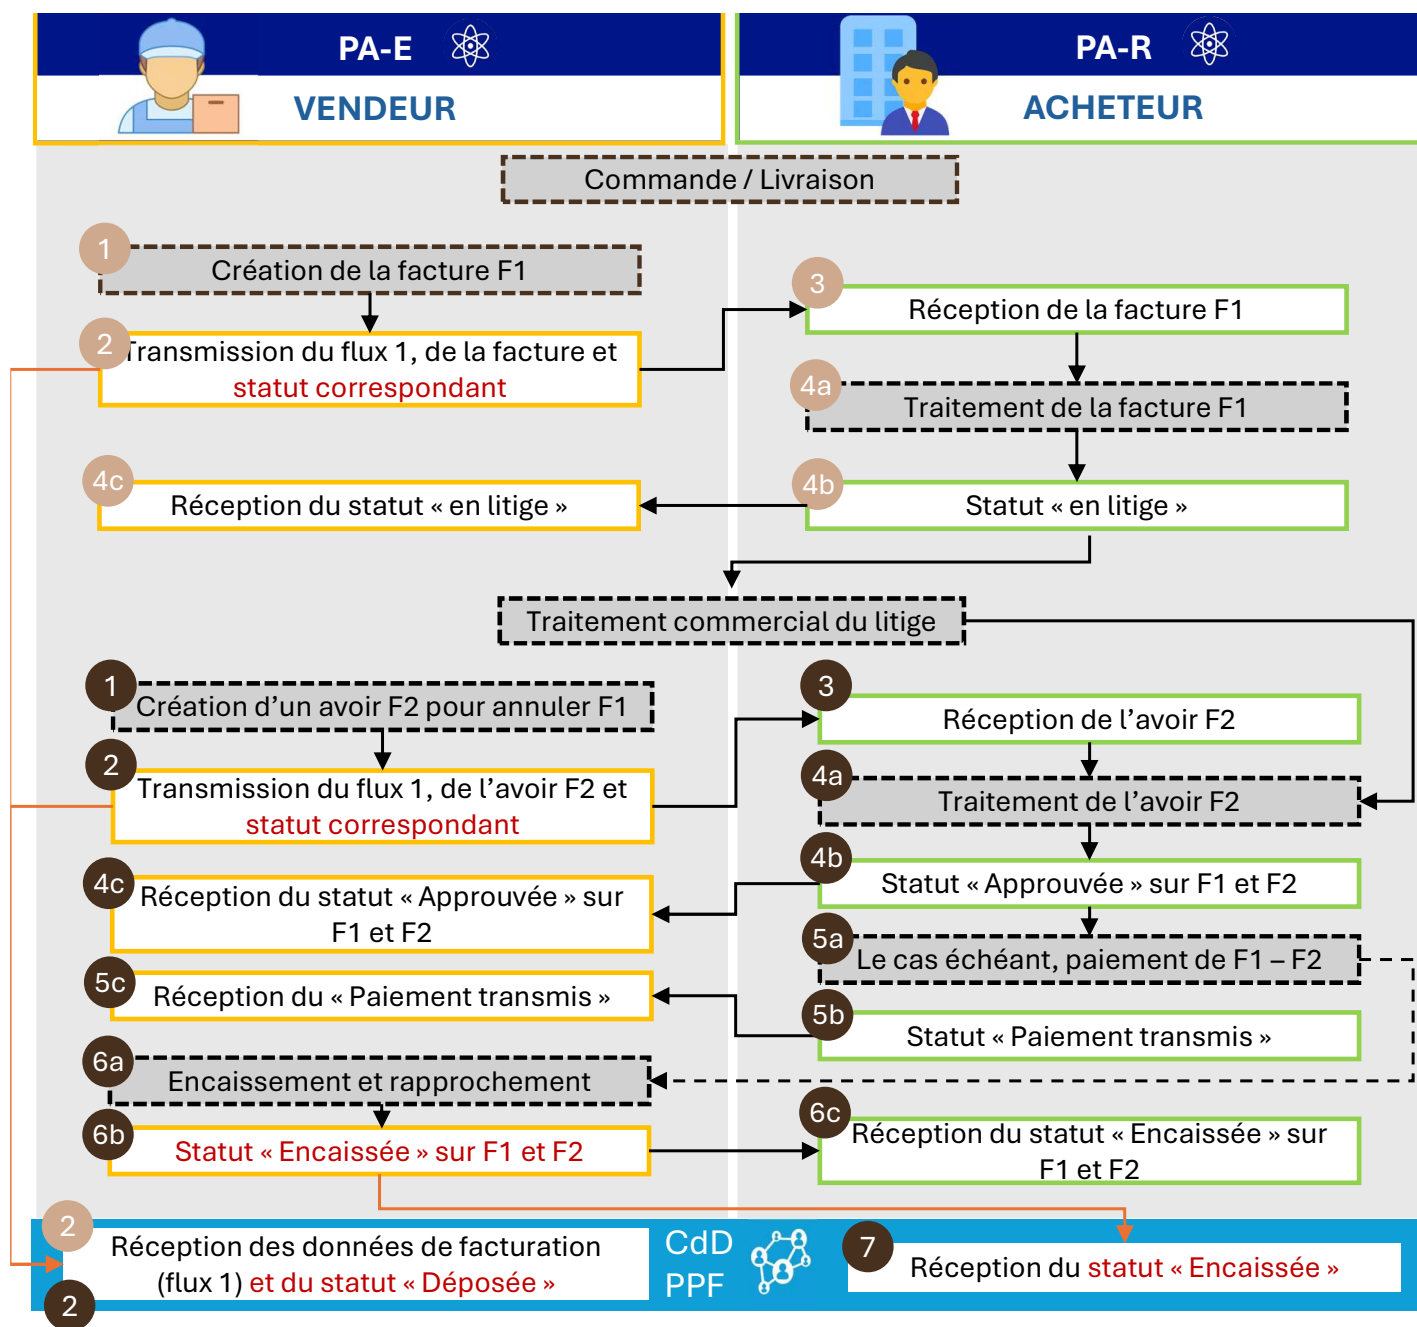 PA-E
PA-R
VENDEUR
ACHETEUR
Commande / Livraison
1
Création de la facture F1
3
Réception de la facture F1
2
Transmission du flux 1, de la facture et
statut correspondant
4a
Traitement de la facture F1
4c
Réception du statut « en litige »
4b
Statut « en litige »
Traitement commercial du litige
1
Création d’un avoir F2 pour annuler F1
3
Réception de l’avoir F2
2
Transmission du flux 1, de l’avoir F2 et
statut correspondant
4a
Traitement de l’avoir F2
4b
Statut « Approuvée » sur F1 et F2
4c
Réception du statut « Approuvée » sur
F1 et F2
5a
Le cas échéant, paiement de F1 – F2
5c
Réception du « Paiement transmis »
5b
Statut « Paiement transmis »
6a
Encaissement et rapprochement
6b
Statut « Encaissée » sur F1 et F2
6c
Réception du statut « Encaissée » sur
F1 et F2
2
Réception des données de facturation
(flux 1) et du statut « Déposée »
2
CdD
PPF
7
Réception du statut « Encaissée »